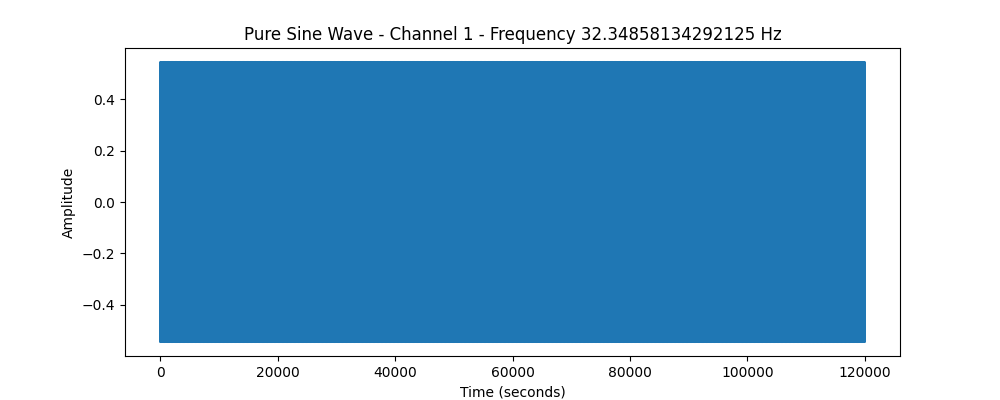 Pure Sine Wave - Channel 1 - Frequency 32.34858134292125 Hz
Amplitude
0.4
0.2
0.0
−0.2
−0.4
0 20000 40000 60000 80000 100000 120000
Time (seconds)